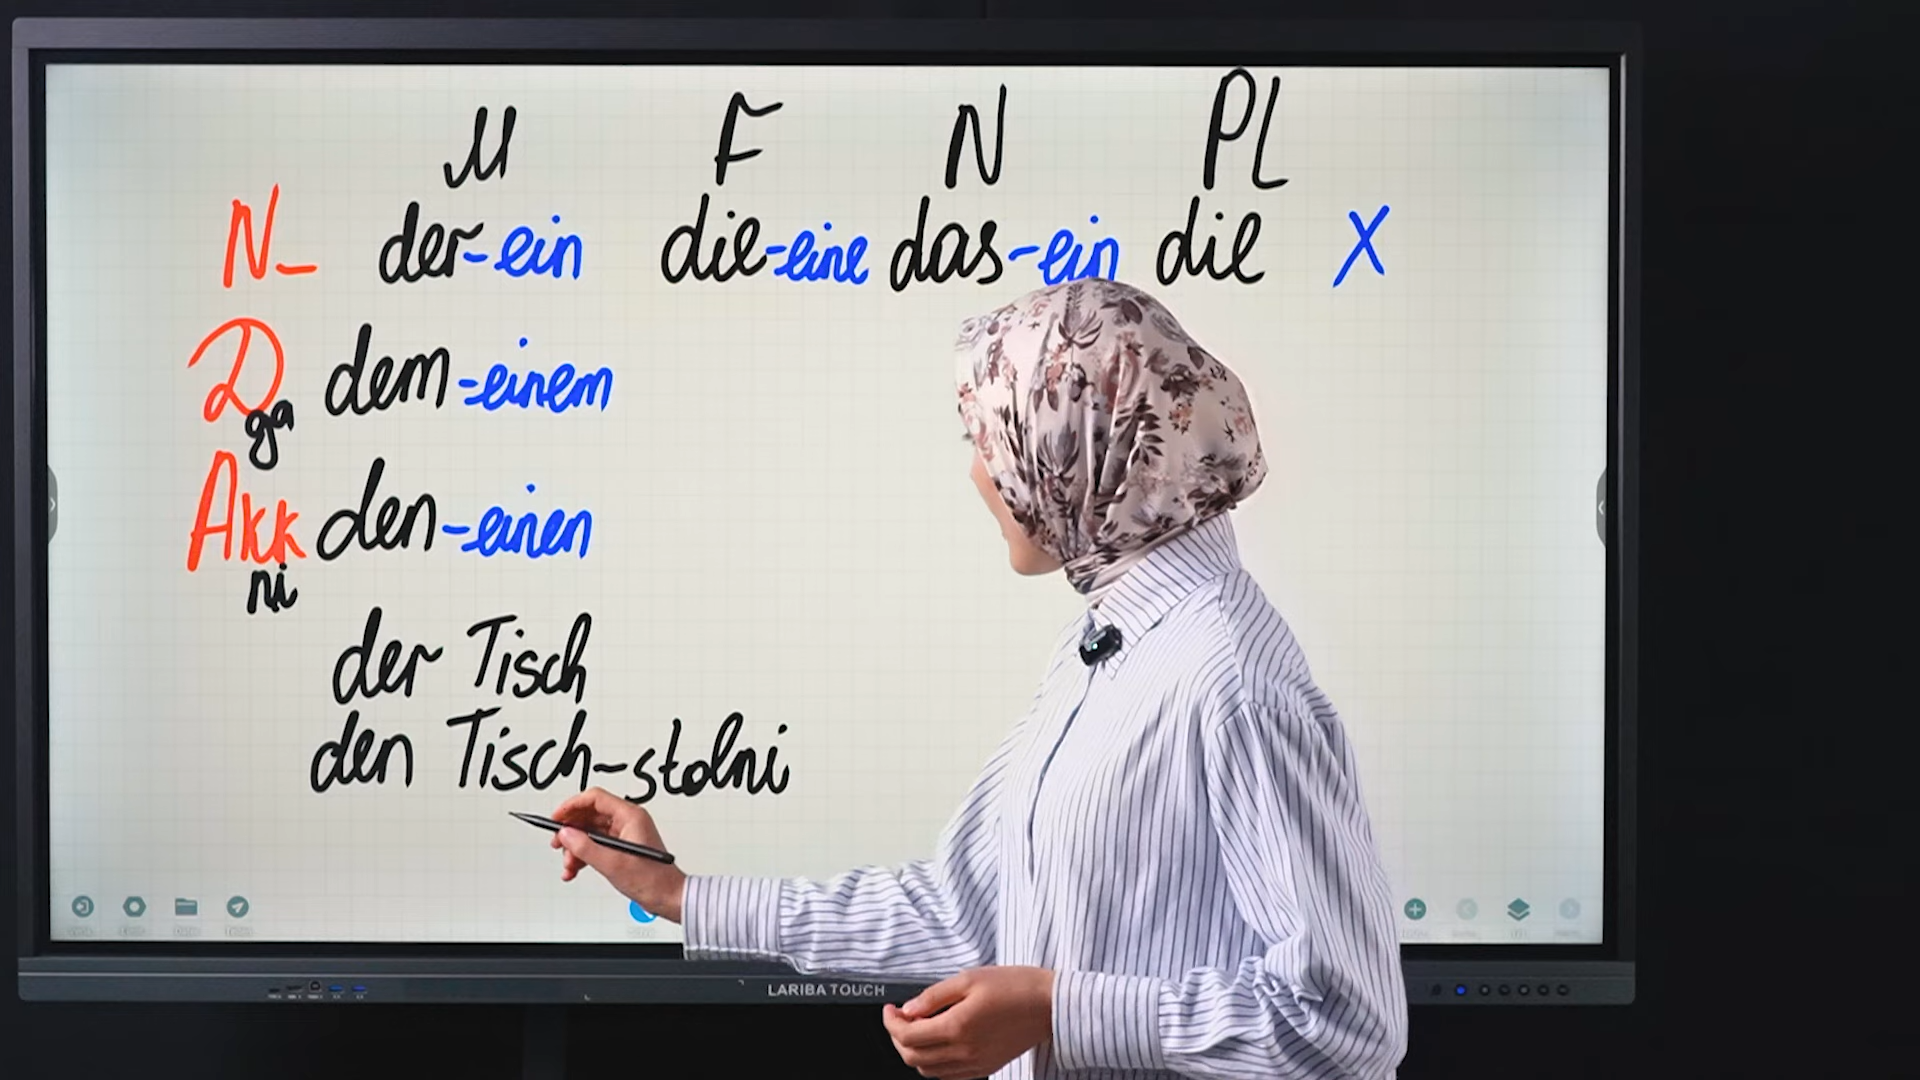 M F N PL
N- der-ein die-eine das-ein die X
D dem-einem
ga
Akk den-einen
ni
der Tisch
den Tisch-stolni
LARIBA TOUCH